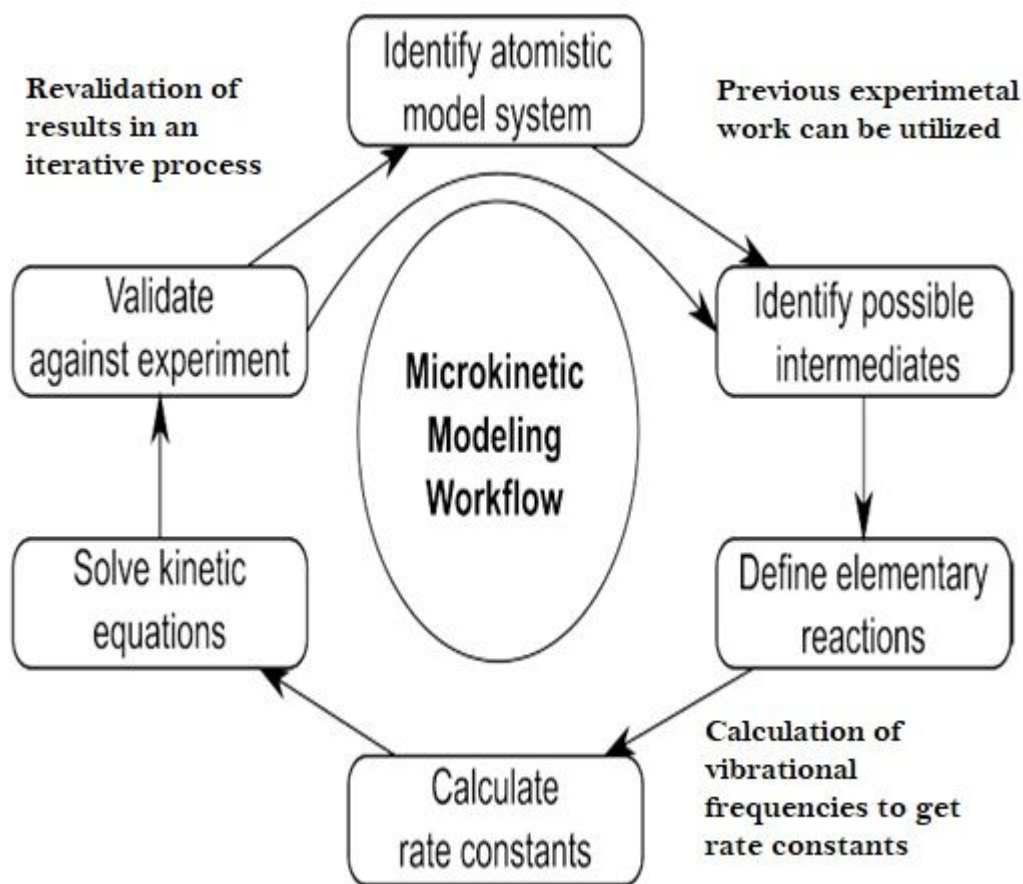 Identify atomistic
model system
Revalidation of
results in an
iterative process
Previous experimetal
work can be utilized
Validate
against experiment
Identify possible
intermediates
Microkinetic
Modeling
Workflow
Solve kinetic
equations
Define elementary
reactions
Calculate
rate constants
Calculation of
vibrational
frequencies to get
rate constants